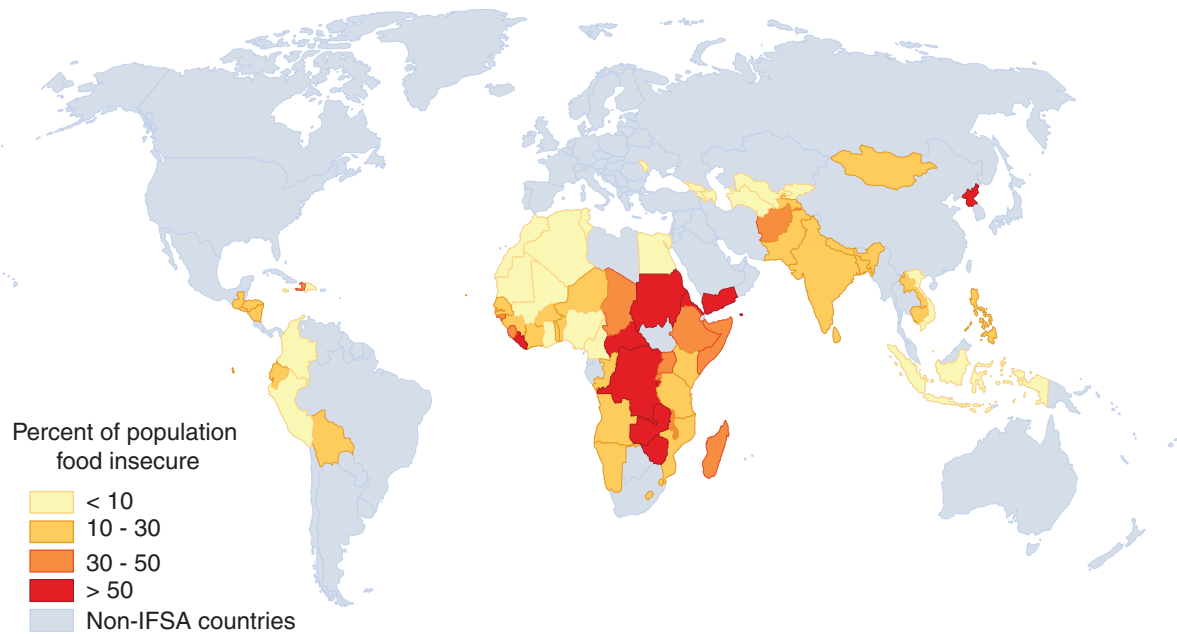 Percent of population
food insecure
< 10
10 - 30
30 - 50
> 50
Non-IFSA countries